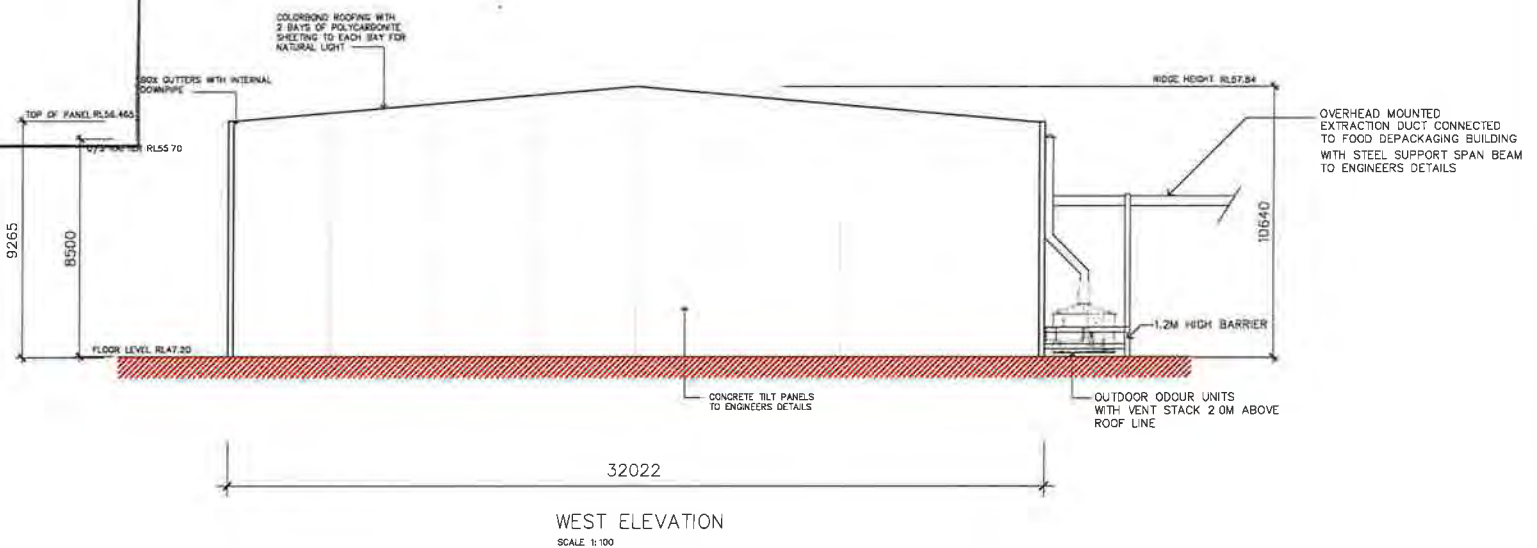 COLORBOND ROOFING WITH
2 BAYS OF POLYCARBONITE
SHEETING TO EACH BAY FOR
NATURAL LIGHT
BOX GUTTERS WITH INTERNAL
DOWNPIPE
RIDGE HEIGHT RL57.84
TOP OF PANEL RL56.465
OVERHEAD MOUNTED
EXTRACTION DUCT CONNECTED
TO FOOD DEPACKAGING BUILDING
WITH STEEL SUPPORT SPAN BEAM
TO ENGINEERS DETAILS
RL55 70
9265
8500
10640
1.2M HIGH BARRIER
FLOOR LEVEL RL47.20
CONCRETE TILT PANELS
TO ENGINEERS DETAILS
OUTDOOR ODOUR UNITS
WITH VENT STACK 2 0M ABOVE
ROOF LINE
32022
WEST ELEVATION
SCALE 1:100